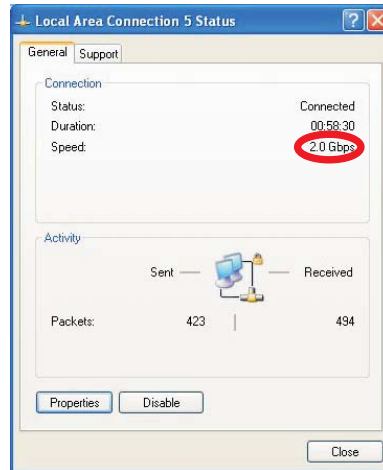 Local Area Connection 5 Status
General Support
Connection
Status: Connected
Duration: 00:58:30
Speed: 2.0 Gbps
Activity
Sent — — Received
Packets: 423 | 494
Properties Disable
Close